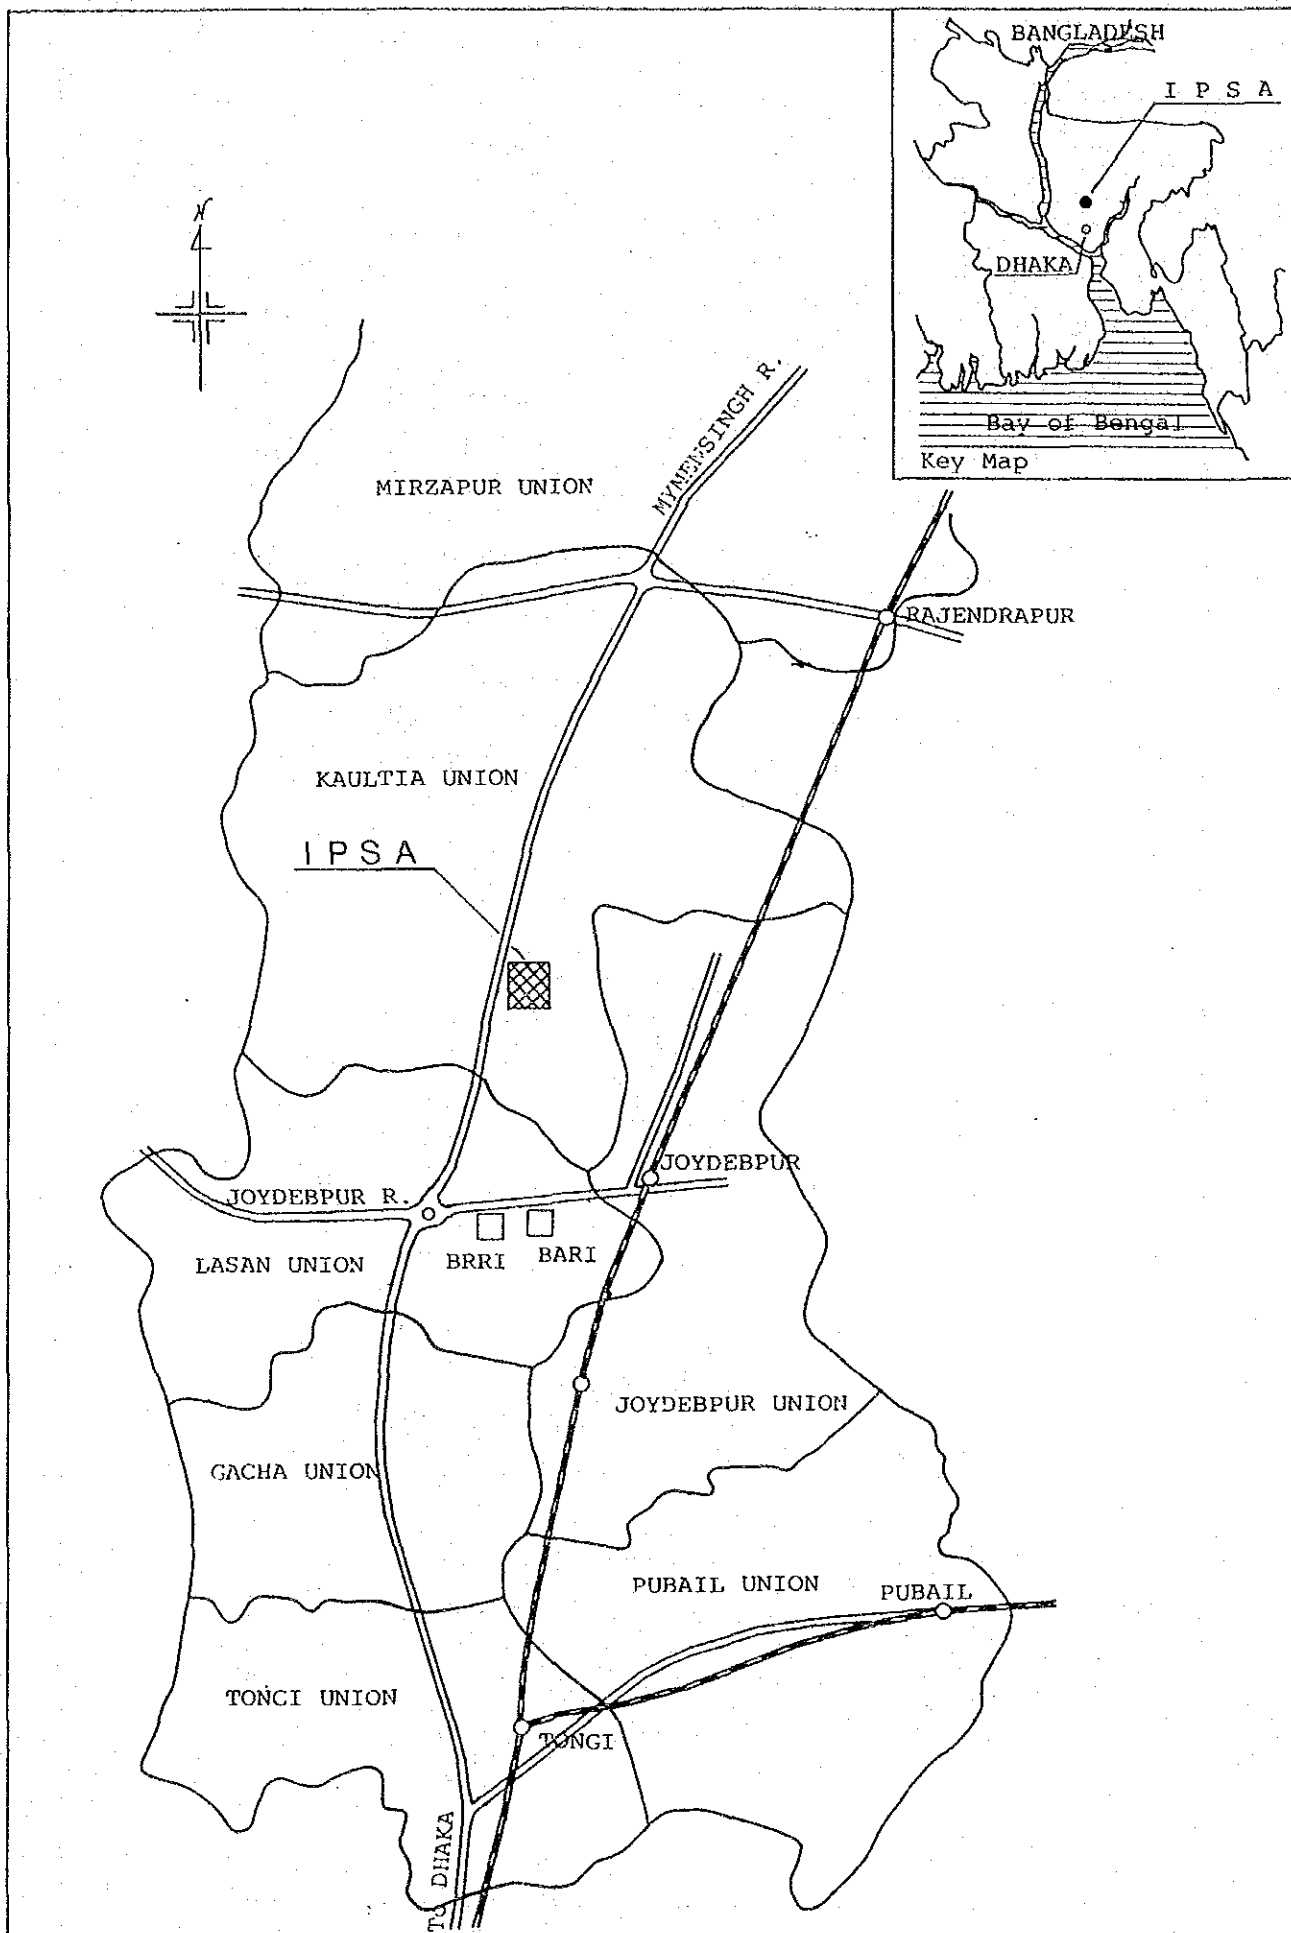 BANGLADESH
I P S A
DHAKA
Bay of Bengal
Key Map
N
MYMENSINGH R.
MIRZAPUR UNION
RAJENDRAPUR
KAULTIA UNION
I P S A
JOYDEBPUR
JOYDEBPUR R.
LASAN UNION
BRRI
BARI
JOYDEBPUR UNION
GACHA UNION
PUBAIL UNION
PUBAIL
TONGI UNION
TONGI
To DHAKA